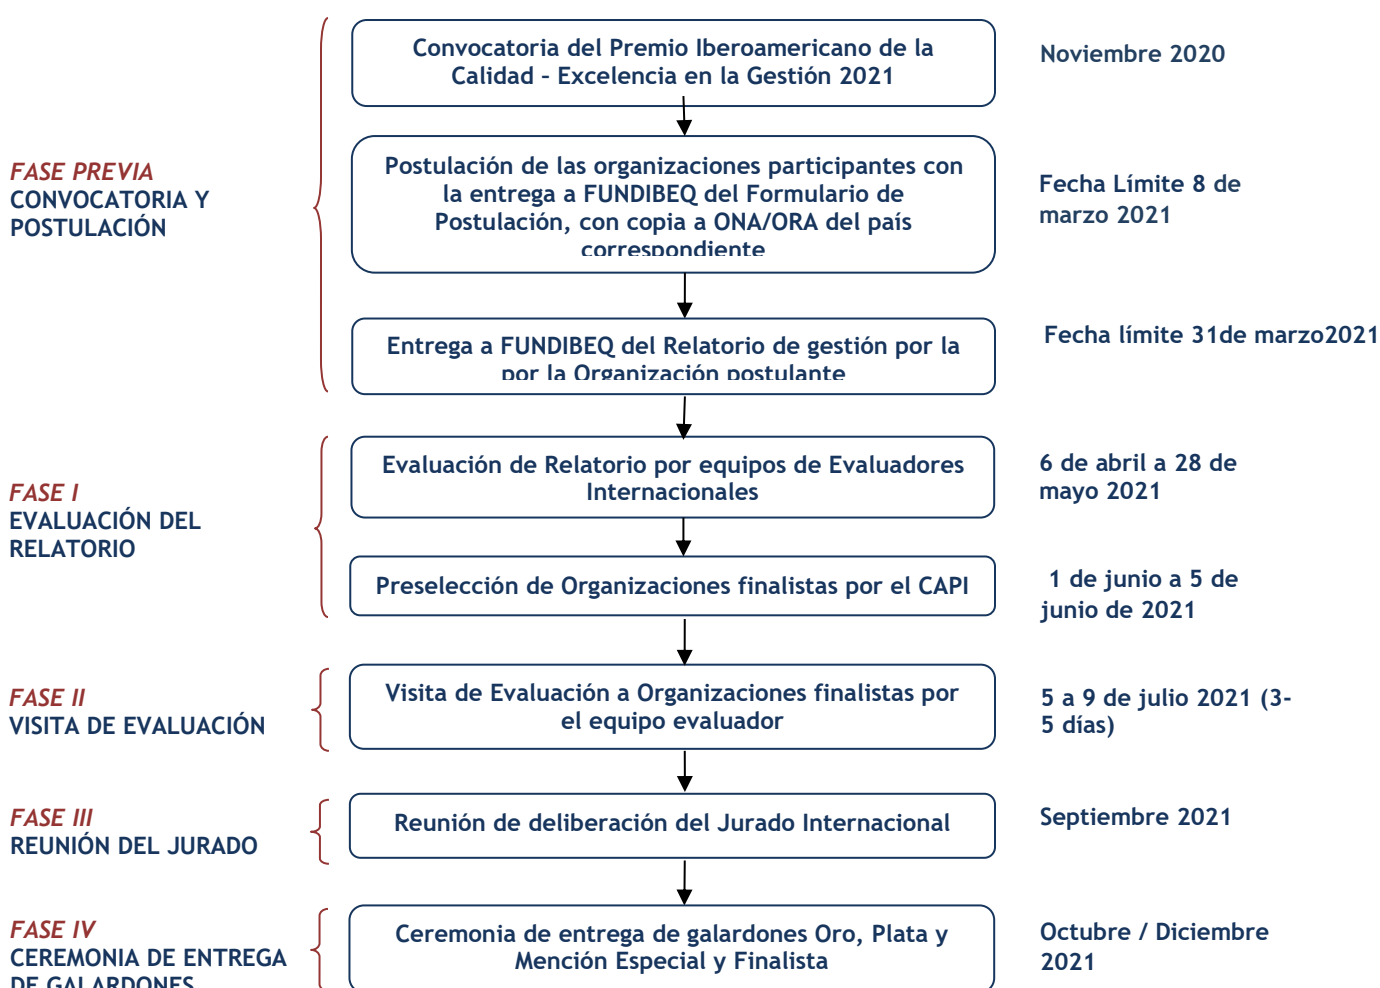 Convocatoria del Premio Iberoamericano de la
Calidad - Excelencia en la Gestión 2021
Noviembre 2020
FASE PREVIA
CONVOCATORIA Y
POSTULACIÓN
Postulación de las organizaciones participantes con
la entrega a FUNDIBEQ del Formulario de
Postulación, con copia a ONA/ORA del país
correspondiente
Fecha Límite 8 de
marzo 2021
Entrega a FUNDIBEQ del Relatorio de gestión por la
por la Organización postulante
Fecha límite 31de marzo2021
FASE I
EVALUACIÓN DEL
RELATORIO
Evaluación de Relatorio por equipos de Evaluadores
Internacionales
6 de abril a 28 de
mayo 2021
Preselección de Organizaciones finalistas por el CAPI
1 de junio a 5 de
junio de 2021
FASE II
VISITA DE EVALUACIÓN
Visita de Evaluación a Organizaciones finalistas por
el equipo evaluador
5 a 9 de julio 2021 (3-
5 días)
FASE III
REUNIÓN DEL JURADO
Reunión de deliberación del Jurado Internacional
Septiembre 2021
FASE IV
CEREMONIA DE ENTREGA
DE GALARDONES
Ceremonia de entrega de galardones Oro, Plata y
Mención Especial y Finalista
Octubre / Diciembre
2021